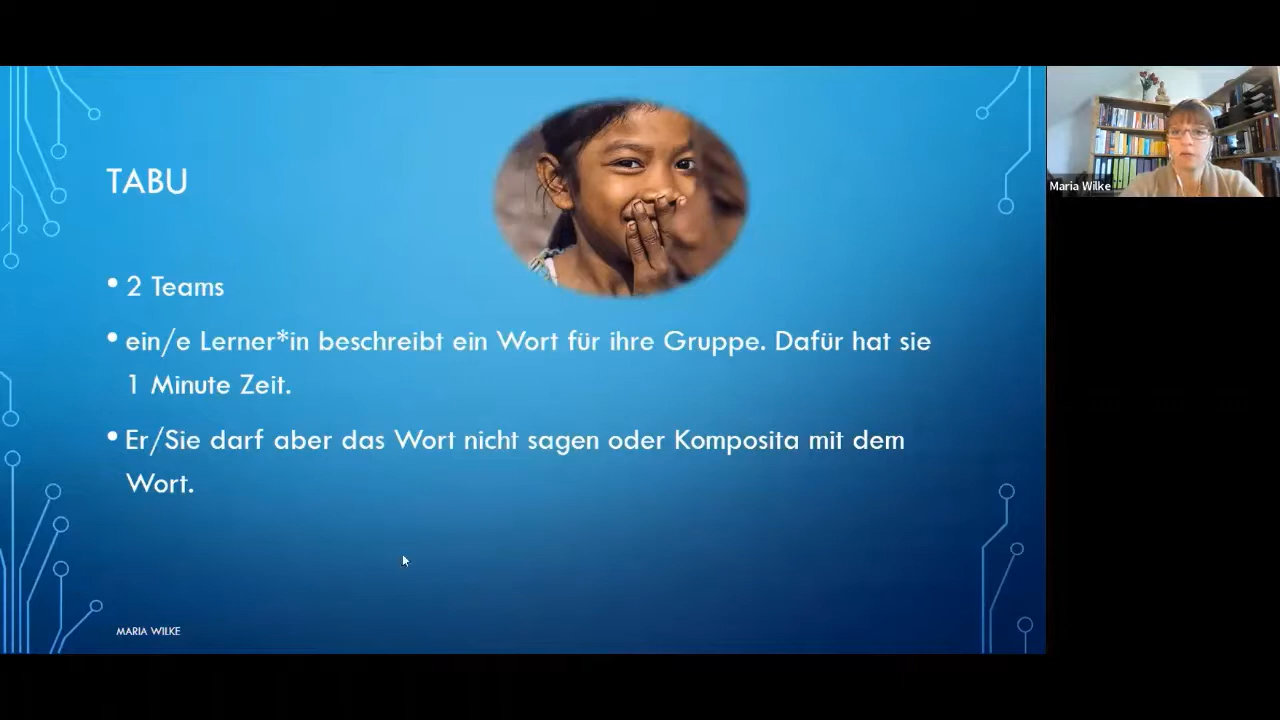 TABU
• 2 Teams
• ein/e Lerner*in beschreibt ein Wort für ihre Gruppe. Dafür hat sie
1 Minute Zeit.
• Er/Sie darf aber das Wort nicht sagen oder Komposita mit dem
Wort.
MARIA WILKE
Maria Wilke